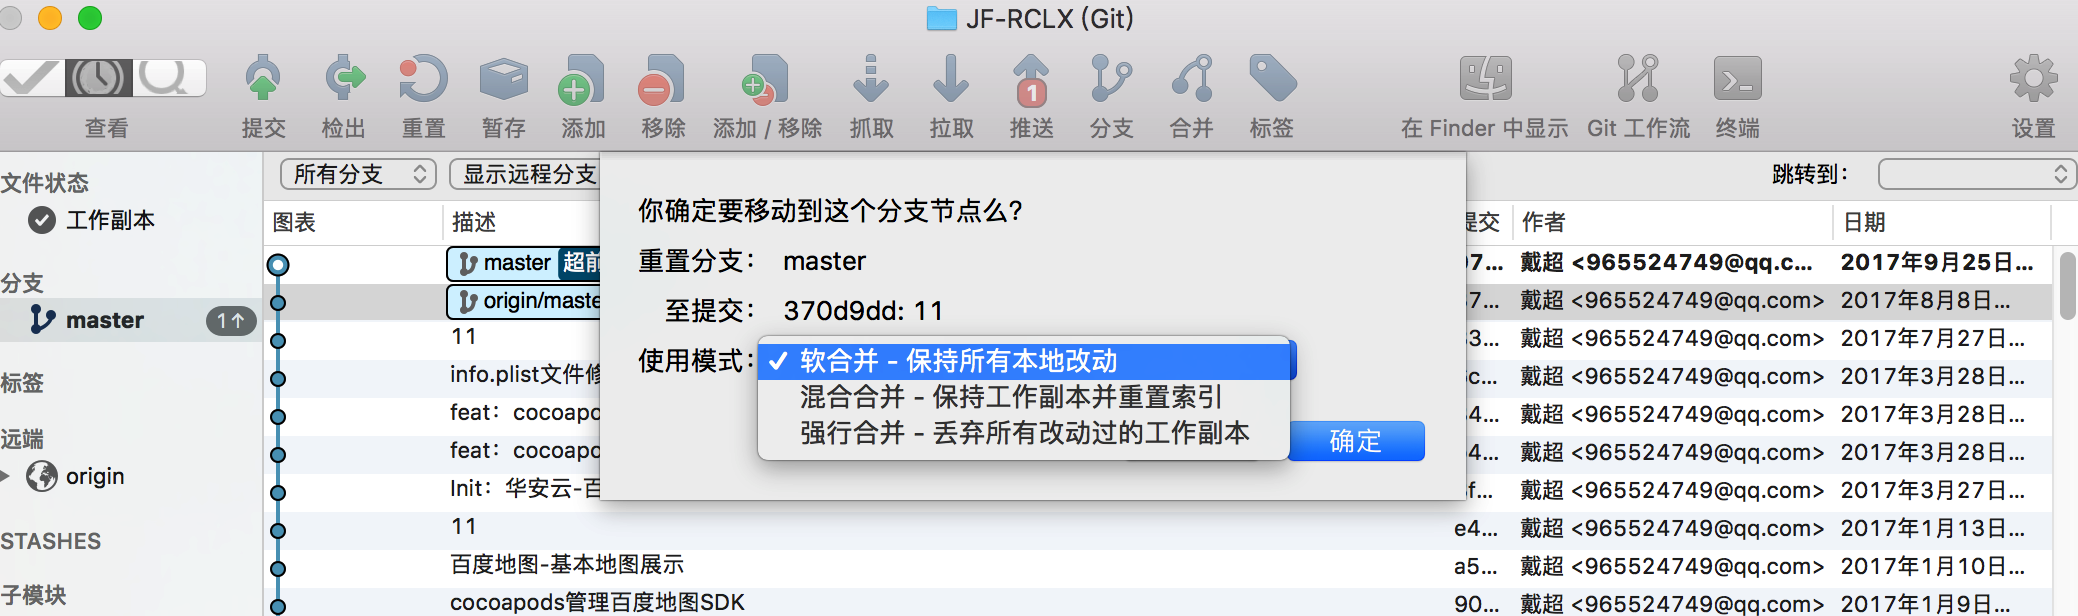 JF-RCLX (Git)
查看 提交 检出 重置 暂存 添加 移除 添加 / 移除 抓取 拉取 1 推送 分支 合并 标签 在 Finder 中显示 Git 工作流 终端 设置
文件状态
工作副本
分支
master 1↑
标签
远端
origin
STASHES
子模块
所有分支 显示远程分支 跳转到：
图表 描述 提交 作者 日期
master 超前 97... 戴超 <965524749@qq.c... 2017年9月25日...
origin/maste 37... 戴超 <965524749@qq.com> 2017年8月8日...
11 3... 戴超 <965524749@qq.com> 2017年7月27日...
info.plist文件修 c... 戴超 <965524749@qq.com> 2017年3月28日...
feat：cocoapo 4... 戴超 <965524749@qq.com> 2017年3月28日...
feat：cocoapo 4... 戴超 <965524749@qq.com> 2017年3月28日...
Init：华安云-百 f... 戴超 <965524749@qq.com> 2017年3月27日...
11 e4... 戴超 <965524749@qq.com> 2017年1月13日...
百度地图-基本地图展示 a5... 戴超 <965524749@qq.com> 2017年1月10日...
cocoapods管理百度地图SDK 90... 戴超 <965524749@qq.com> 2017年1月9日...
你确定要移动到这个分支节点么?
重置分支： master
至提交： 370d9dd: 11
使用模式：
✓ 软合并 - 保持所有本地改动
混合合并 - 保持工作副本并重置索引
强行合并 - 丢弃所有改动过的工作副本
确定